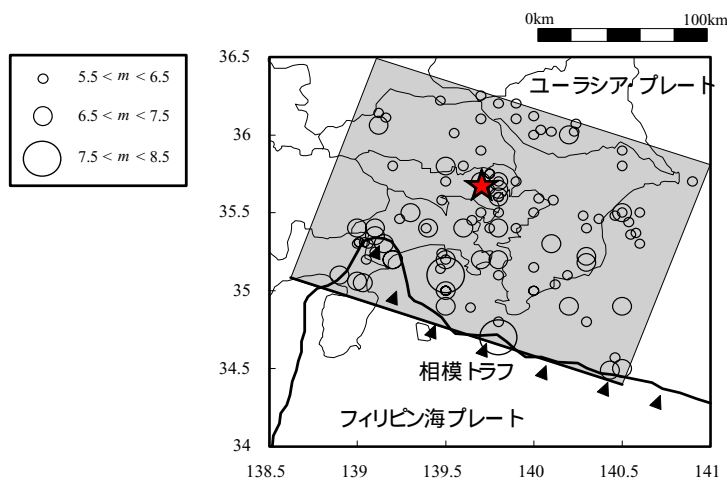 0km 100km
5.5 < m < 6.5
6.5 < m < 7.5
7.5 < m < 8.5
36.5
36
35.5
35
34.5
34
ユーラシア・プレート
相模トラフ
フィリピン海プレート
138.5 139 139.5 140 140.5 141